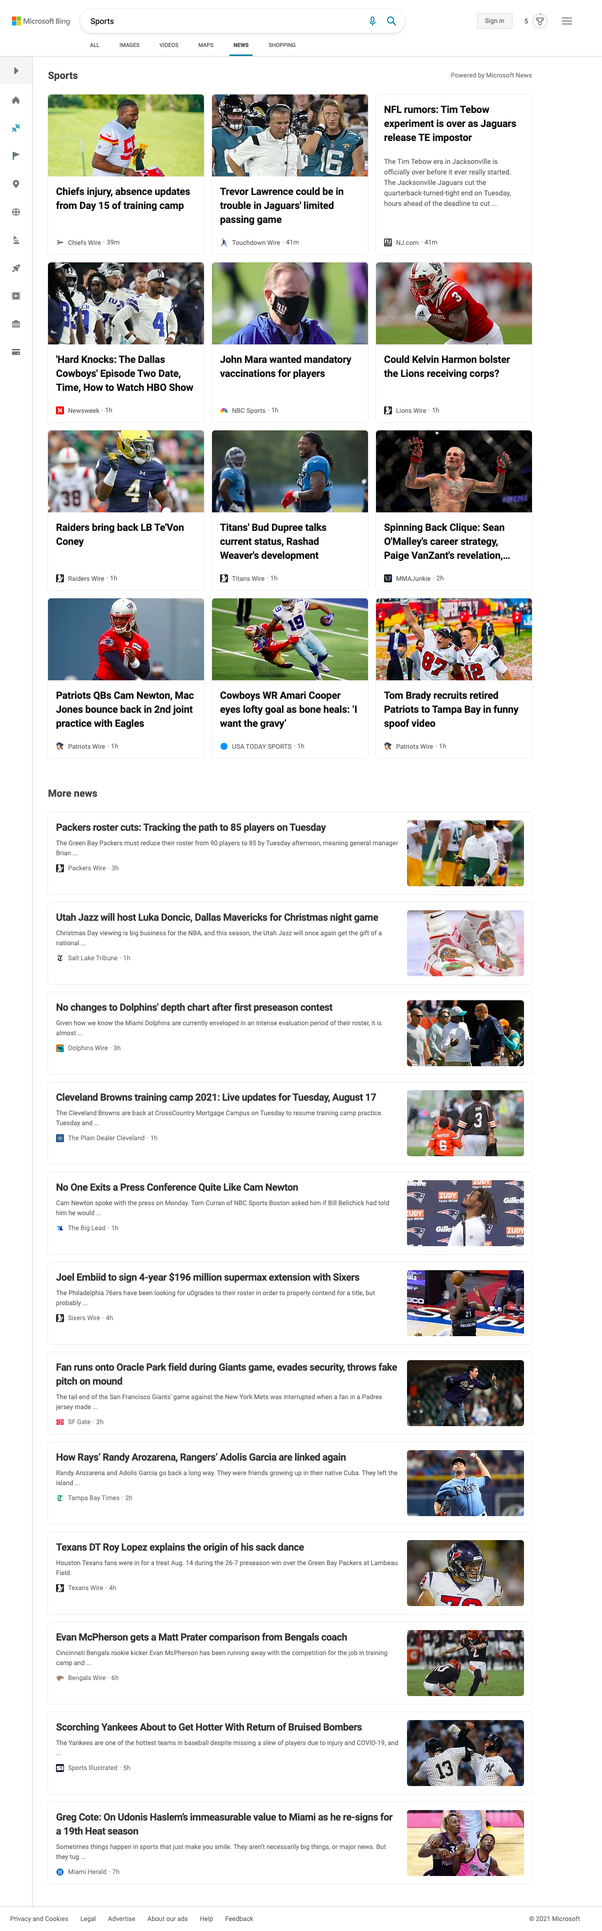 Microsoft Bing
Sports
Sign in
5
ALL IMAGES VIDEOS MAPS NEWS SHOPPING
Sports
Powered by Microsoft News
Chiefs injury, absence updates
from Day 15 of training camp
Chiefs Wire · 39m
Trevor Lawrence could be in
trouble in Jaguars' limited
passing game
Touchdown Wire · 41m
NFL rumors: Tim Tebow
experiment is over as Jaguars
release TE impostor
The Tim Tebow era in Jacksonville is
officially over before it ever really started.
The Jacksonville Jaguars cut the
quarterback-turned-tight end on Tuesday,
hours ahead of the deadline to cut ...
NJ.com · 41m
'Hard Knocks: The Dallas
Cowboys' Episode Two Date,
Time, How to Watch HBO Show
Newsweek · 1h
John Mara wanted mandatory
vaccinations for players
NBC Sports · 1h
Could Kelvin Harmon bolster
the Lions receiving corps?
Lions Wire · 1h
Raiders bring back LB Te'Von
Coney
Raiders Wire · 1h
Titans' Bud Dupree talks
current status, Rashad
Weaver's development
Titans Wire · 1h
Spinning Back Clique: Sean
O'Malley's career strategy,
Paige VanZant's revelation,...
MMAJunkie · 2h
Patriots QBs Cam Newton, Mac
Jones bounce back in 2nd joint
practice with Eagles
Patriots Wire · 1h
Cowboys WR Amari Cooper
eyes lofty goal as bone heals: 'I
want the gravy'
USA TODAY SPORTS · 1h
Tom Brady recruits retired
Patriots to Tampa Bay in funny
spoof video
Patriots Wire · 1h
More news
Packers roster cuts: Tracking the path to 85 players on Tuesday
The Green Bay Packers must reduce their roster from 90 players to 85 by Tuesday afternoon, meaning general manager
Brian ...
Packers Wire · 3h
Utah Jazz will host Luka Doncic, Dallas Mavericks for Christmas night game
Christmas Day viewing is big business for the NBA, and this season, the Utah Jazz will once again get the gift of a
national ...
Salt Lake Tribune · 1h
No changes to Dolphins' depth chart after first preseason contest
Given how we know the Miami Dolphins are currently enveloped in an intense evaluation period of their roster, it is
almost ...
Dolphins Wire · 3h
Cleveland Browns training camp 2021: Live updates for Tuesday, August 17
The Cleveland Browns are back at CrossCountry Mortgage Campus on Tuesday to resume training camp practice.
Tuesday and ...
The Plain Dealer Cleveland · 1h
No One Exits a Press Conference Quite Like Cam Newton
Cam Newton spoke with the press on Monday. Tom Curran of NBC Sports Boston asked him if Bill Belichick had told
him he would ...
The Big Lead · 1h
Joel Embiid to sign 4-year $196 million supermax extension with Sixers
The Philadelphia 76ers have been looking for u0grades to their roster in order to properly contend for a title, but
probably ...
Sixers Wire · 4h
Fan runs onto Oracle Park field during Giants game, evades security, throws fake
pitch on mound
The tail end of the San Francisco Giants' game against the New York Mets was interrupted when a fan in a Padres
jersey made ...
SF Gate · 2h
How Rays' Randy Arozarena, Rangers' Adolis Garcia are linked again
Randy Arozarena and Adolis Garcia go back a long way. They were friends growing up in their native Cuba. They left the
island ...
Tampa Bay Times · 2h
Texans DT Roy Lopez explains the origin of his sack dance
Houston Texans fans were in for a treat Aug. 14 during the 26-7 preseason win over the Green Bay Packers at Lambeau
Field.
Texans Wire · 4h
Evan McPherson gets a Matt Prater comparison from Bengals coach
Cincinnati Bengals rookie kicker Evan McPherson has been running away with the competition for the job in training
camp and ...
Bengals Wire · 6h
Scorching Yankees About to Get Hotter With Return of Bruised Bombers
The Yankees are one of the hottest teams in baseball despite missing a slew of players due to injury and COVID-19, and
...
Sports Illustrated · 5h
Greg Cote: On Udonis Haslem's immeasurable value to Miami as he re-signs for
a 19th Heat season
Sometimes things happen in sports that just make you smile. They aren't necessarily big things, or major news. But
they tug ...
Miami Herald · 7h
Privacy and Cookies Legal Advertise About our ads Help Feedback
© 2021 Microsoft